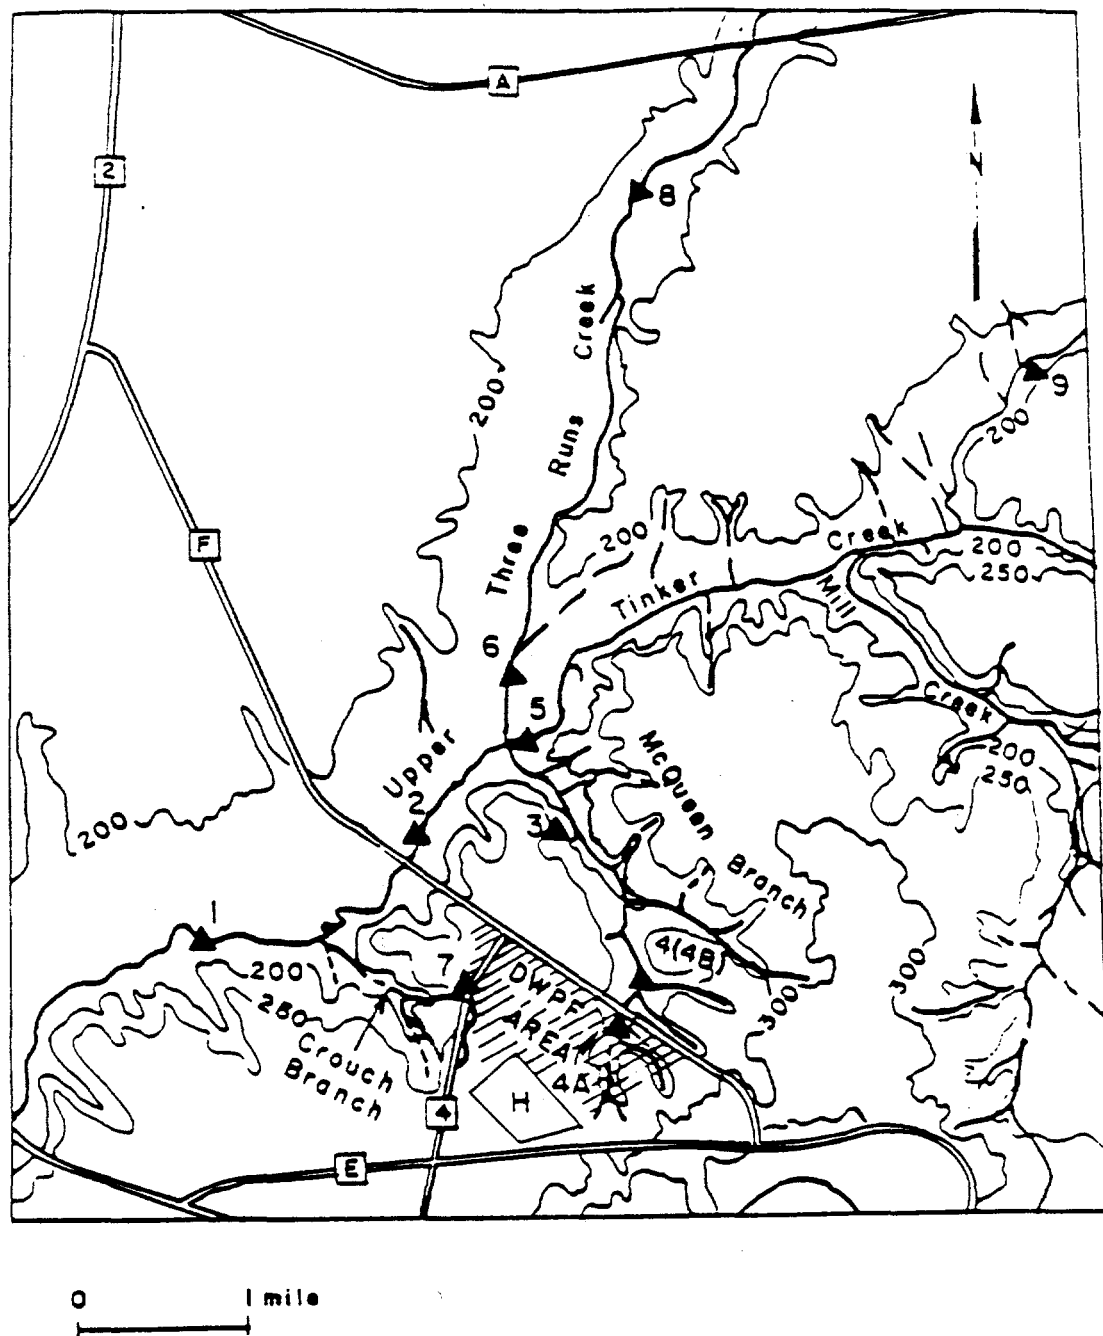 A
2
N
8
Upper Three Runs Creek
200
9
200
F
200
Tinker Creek
200
250
Mill Creek
6
5
200
250
McQueen Branch
2
3
200
1
4(4B)
7
200
250
DWPF
AREA
4A
300
300
Crouch
Branch
H
4
E
0 1 mile